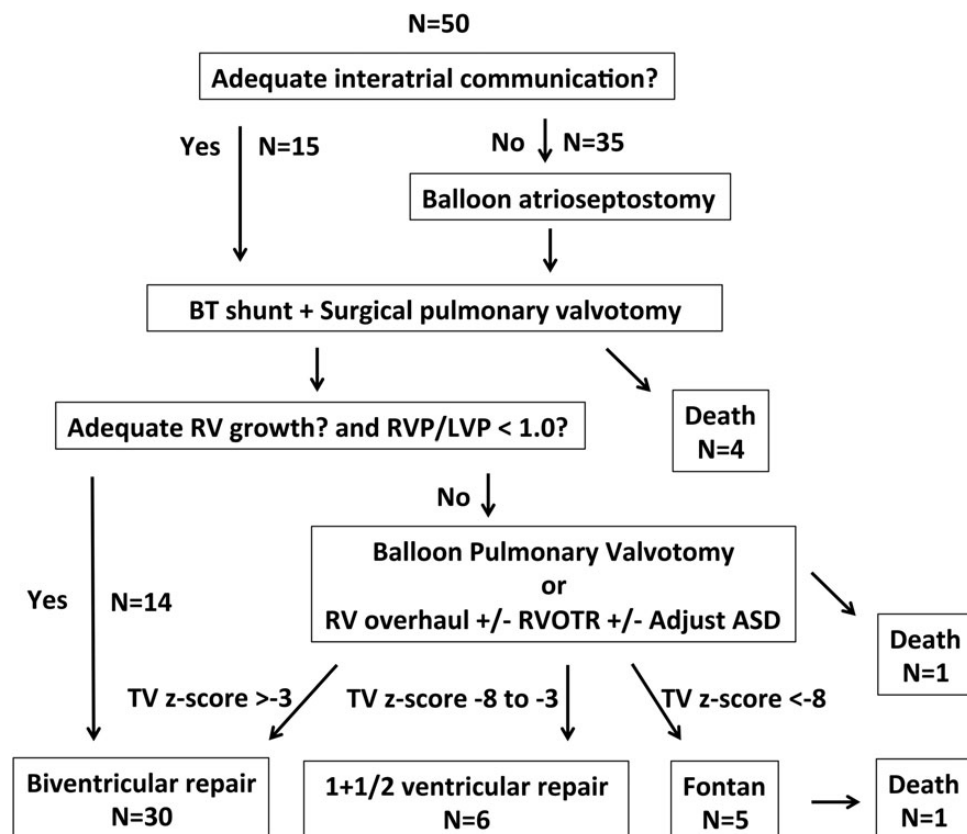 N=50
Adequate interatrial communication?
Yes N=15
No N=35
Balloon atrioseptostomy
BT shunt + Surgical pulmonary valvotomy
Adequate RV growth? and RVP/LVP < 1.0?
Death
N=4
No
Balloon Pulmonary Valvotomy
or
RV overhaul +/- RVOTR +/- Adjust ASD
Yes N=14
Death
N=1
TV z-score >-3
TV z-score -8 to -3
TV z-score <-8
Biventricular repair
N=30
1+1/2 ventricular repair
N=6
Fontan
N=5
Death
N=1